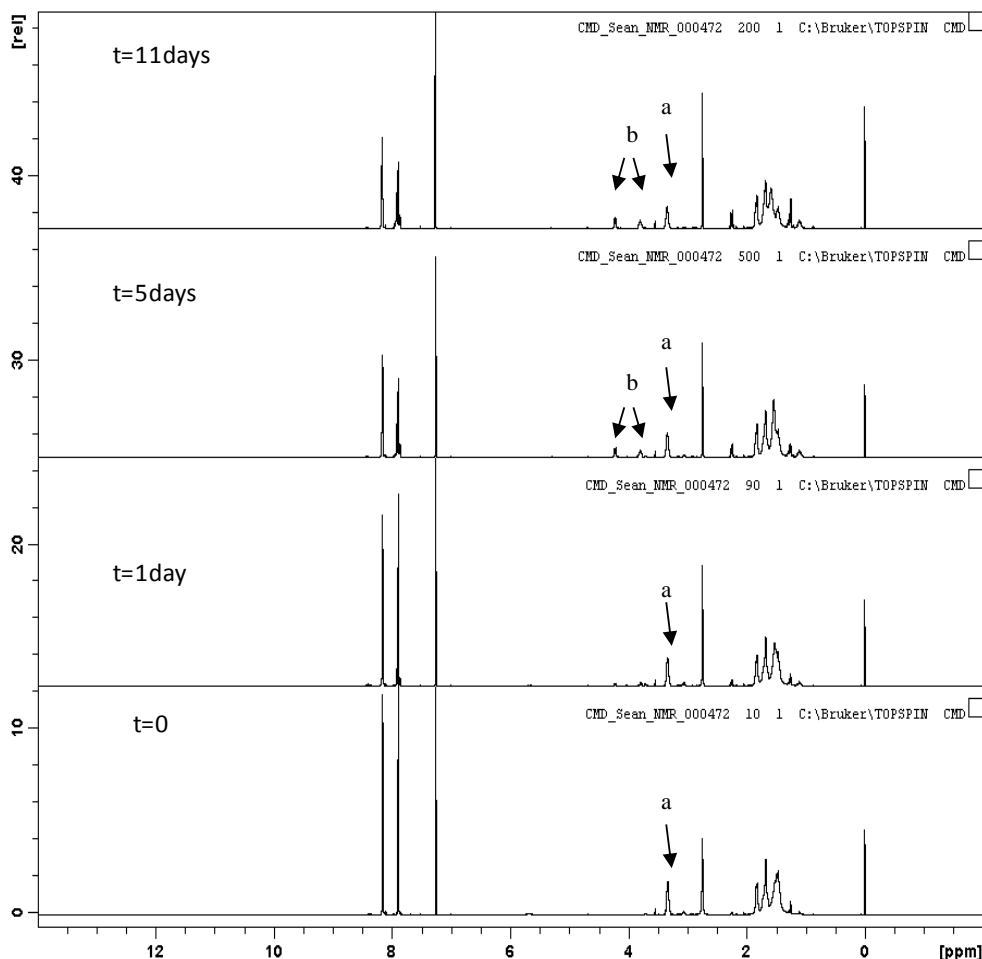 [rel]
CMD_Sean_NMR_000472 200 1 C:\Bruker\TOPSPIN CMD
t=11days
a
b
40
CMD_Sean_NMR_000472 500 1 C:\Bruker\TOPSPIN CMD
t=5days
a
30
b
CMD_Sean_NMR_000472 90 1 C:\Bruker\TOPSPIN CMD
20
t=1day
a
CMD_Sean_NMR_000472 10 1 C:\Bruker\TOPSPIN CMD
t=0
10
a
0
12 10 8 6 4 2 0 [ppm]